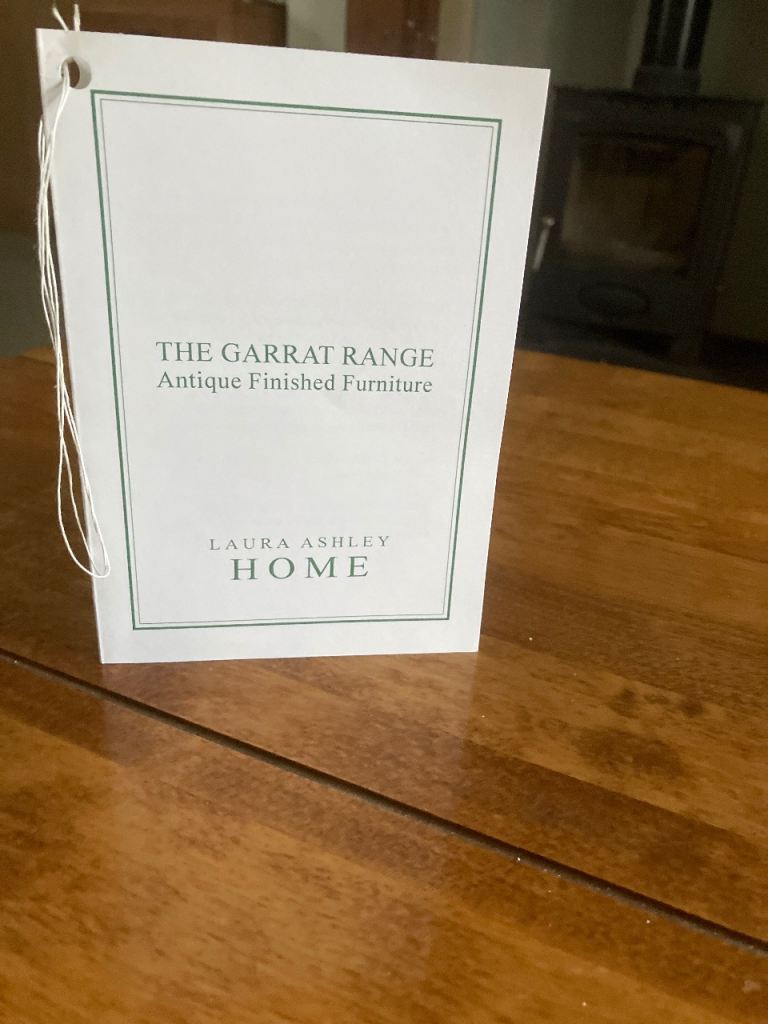 THE GARRAT RANGE
Antique Finished Furniture
LAURA ASHLEY
HOME